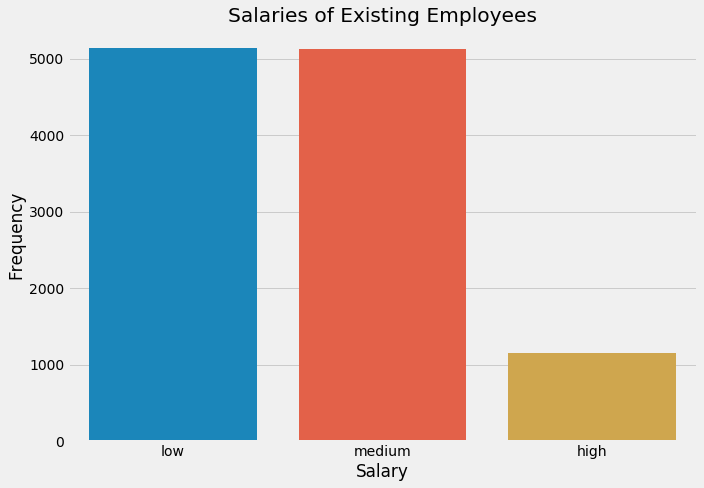 Salaries of Existing Employees
5000
4000
3000
2000
1000
0
Frequency
low medium high
Salary